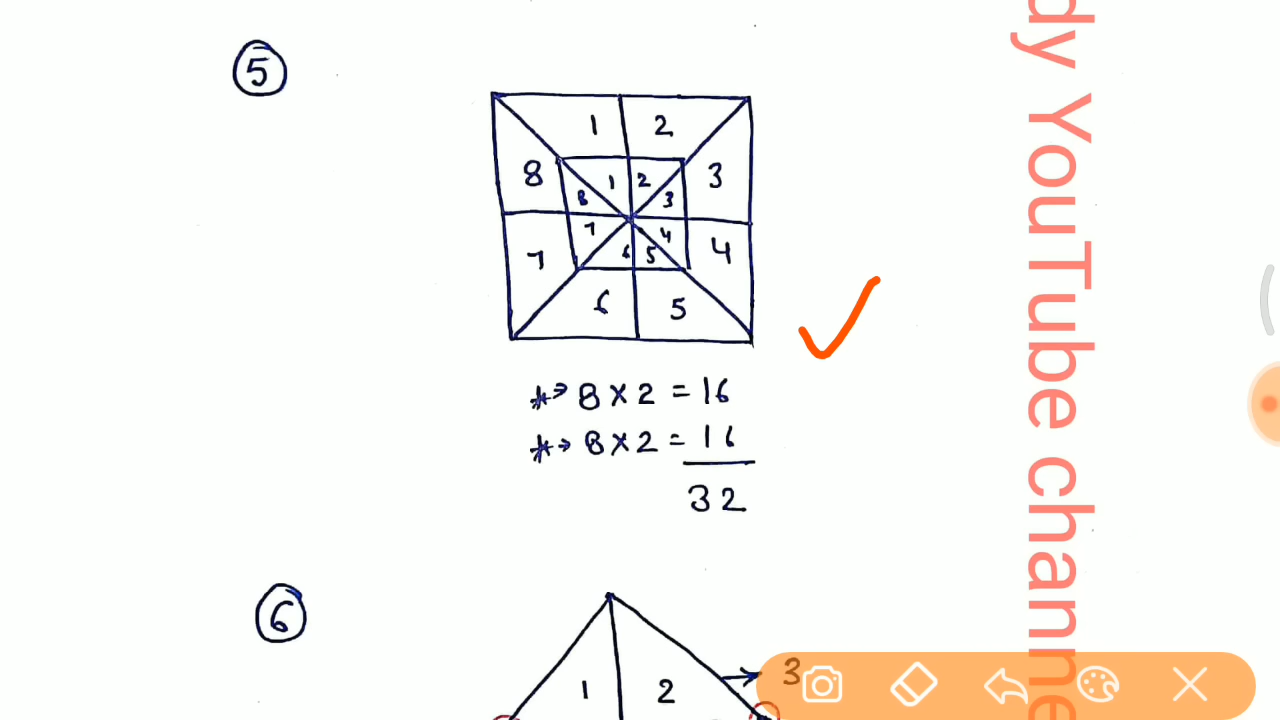 5
1 2
8 1 2 3
8 3
7 4
7 6 5 4
6 5
*→ 8 × 2 = 16
*→ 8 × 2 = 16
32
6
1 2 → 3
dy YouTube channe